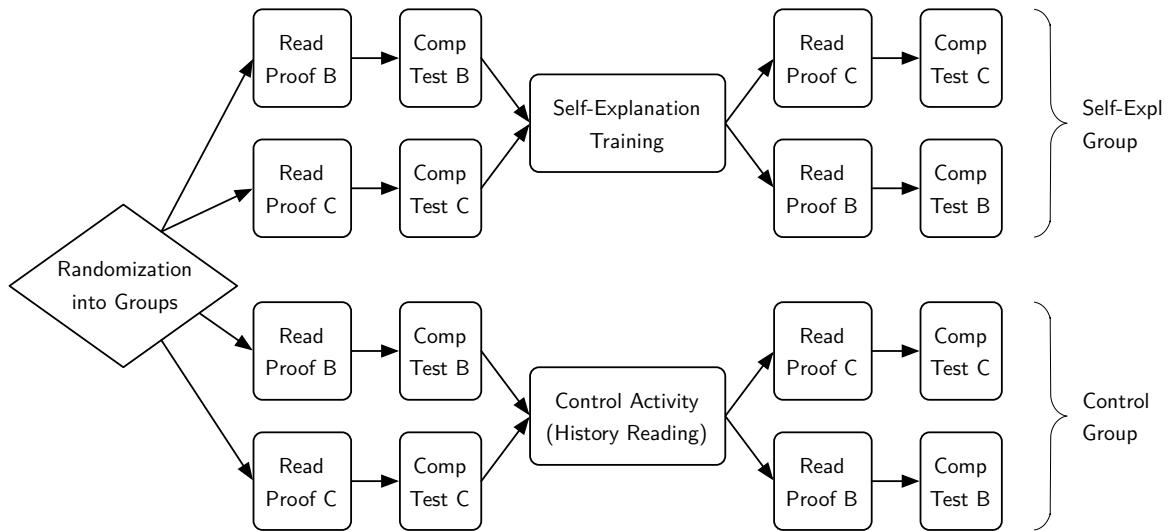 Read
Proof B
Comp
Test B
Read
Proof C
Comp
Test C
Self-Explanation
Training
Read
Proof C
Comp
Test C
Read
Proof B
Comp
Test B
Self-Expl
Group
Randomization
into Groups
Read
Proof B
Comp
Test B
Read
Proof C
Comp
Test C
Control Activity
(History Reading)
Read
Proof C
Comp
Test C
Read
Proof B
Comp
Test B
Control
Group